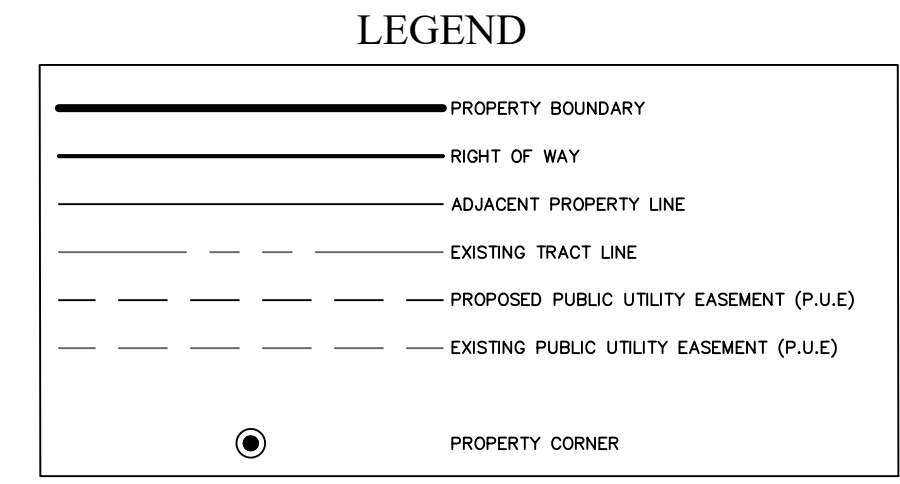 LEGEND
PROPERTY BOUNDARY
RIGHT OF WAY
ADJACENT PROPERTY LINE
EXISTING TRACT LINE
PROPOSED PUBLIC UTILITY EASEMENT (P.U.E)
EXISTING PUBLIC UTILITY EASEMENT (P.U.E)
PROPERTY CORNER